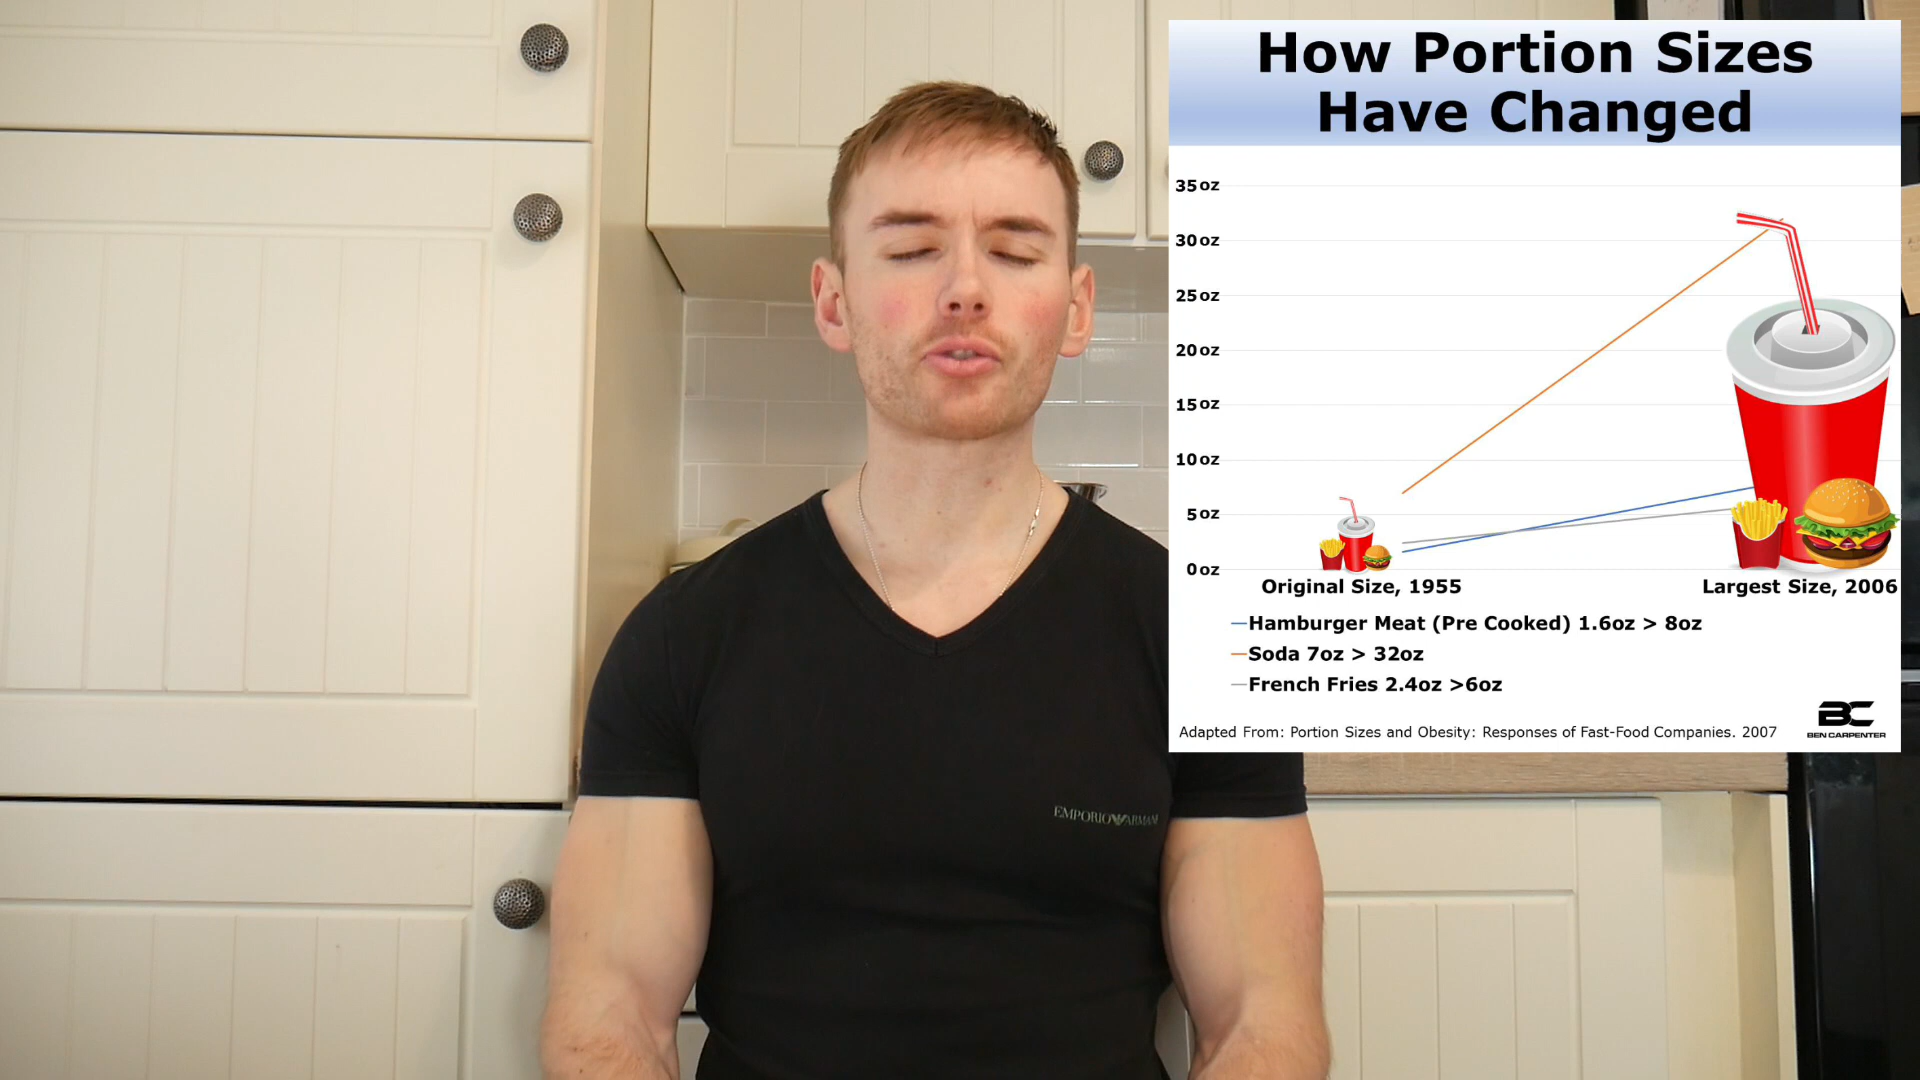 How Portion Sizes
Have Changed
35oz
30oz
25oz
20oz
15oz
10oz
5oz
0oz
Original Size, 1955
Largest Size, 2006
Hamburger Meat (Pre Cooked) 1.6oz > 8oz
Soda 7oz > 32oz
French Fries 2.4oz >6oz
Adapted From: Portion Sizes and Obesity: Responses of Fast-Food Companies. 2007
BC
BEN CARPENTER
EMPORIO ARMANI